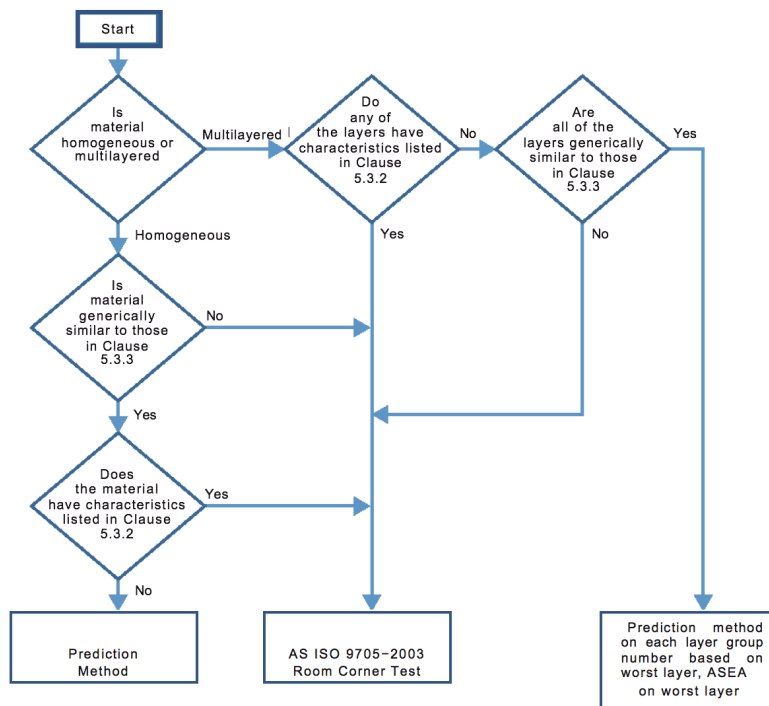 Start
Is
material
homogeneous or
multilayered
Multilayered
Do
any of
the layers have
characteristics listed
in Clause
5.3.2
No
Are
all of the
layers generically
similar to those
in Clause
5.3.3
Yes
Homogeneous
Yes
No
Is
material
generically
similar to those
in Clause
5.3.3
No
Yes
Does
the material
have characteristics
listed in Clause
5.3.2
Yes
No
Prediction
Method
AS ISO 9705–2003
Room Corner Test
Prediction method
on each layer group
number based on
worst layer, ASEA
on worst layer